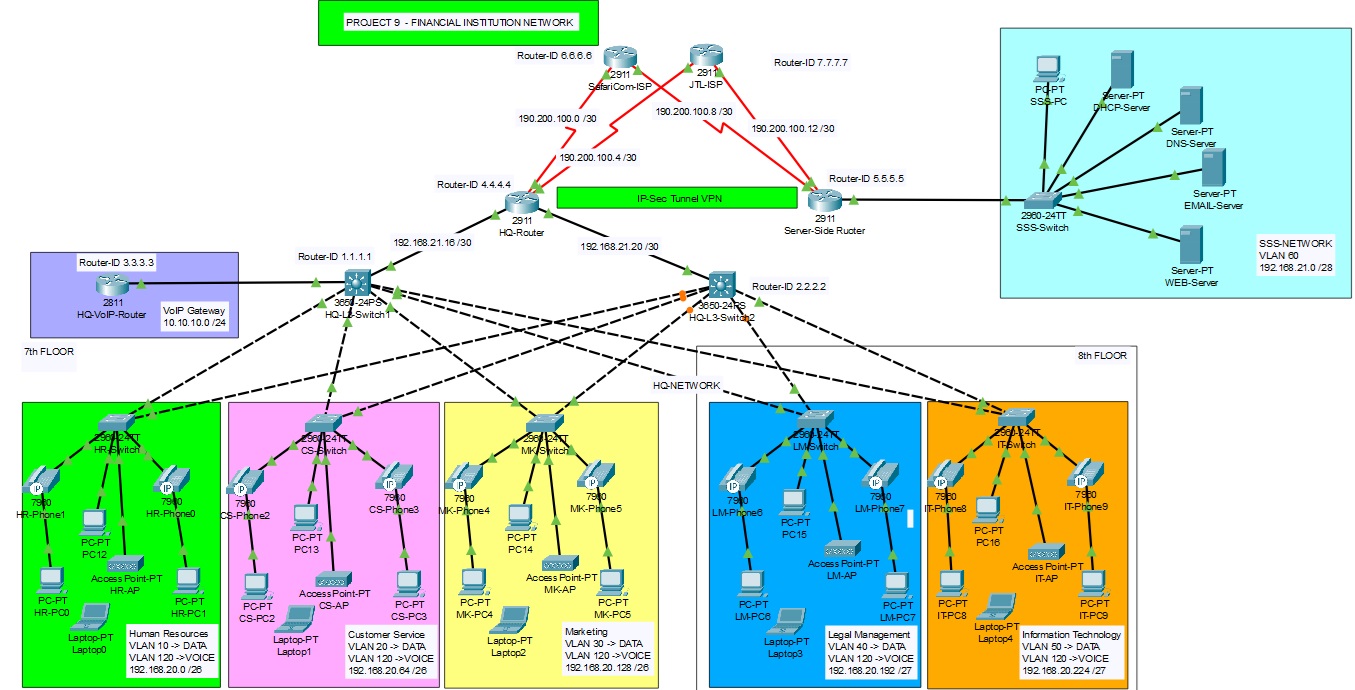 PROJECT 9 - FINANCIAL INSTITUTION NETWORK
Router-ID 6.6.6.6
2911
SafariCom-ISP
2911
JTL-ISP
Router-ID 7.7.7.7
190.200.100.0 /30
190.200.100.8 /30
190.200.100.12 /30
190.200.100.4 /30
Router-ID 4.4.4.4
2911
HQ-Router
IP-Sec Tunnel VPN
Router-ID 5.5.5.5
2911
Server-Side Ruoter
PC-PT
SSS-PC
Server-PT
DHCP-Server
Server-PT
DNS-Server
Server-PT
EMAIL-Server
2960-24TT
SSS-Switch
Server-PT
WEB-Server
SSS-NETWORK
VLAN 60
192.168.21.0 /28
192.168.21.16 /30
192.168.21.20 /30
Router-ID 3.3.3.3
2811
HQ-VoIP-Router
VoIP Gateway
10.10.10.0 /24
Router-ID 1.1.1.1
3650-24PS
HQ-L3-Switch1
Router-ID 2.2.2.2
3650-24PS
HQ-L3-Switch2
7th FLOOR
8th FLOOR
HQ-NETWORK
2960-24TT
HR-Switch
7960
HR-Phone1
7960
HR-Phone0
PC-PT
PC12
Access Point-PT
HR-AP
PC-PT
HR-PC0
PC-PT
HR-PC1
Laptop-PT
Laptop0
Human Resources
VLAN 10 -> DATA
VLAN 120 ->VOICE
192.168.20.0 /26
2960-24TT
CS-Switch
7960
CS-Phone2
7960
CS-Phone3
PC-PT
PC13
Access Point-PT
CS-AP
PC-PT
CS-PC2
PC-PT
CS-PC3
Laptop-PT
Laptop1
Customer Service
VLAN 20 -> DATA
VLAN 120 ->VOICE
192.168.20.64 /26
2960-24TT
MK-Switch
7960
MK-Phone4
7960
MK-Phone5
PC-PT
PC14
Access Point-PT
MK-AP
PC-PT
MK-PC4
PC-PT
MK-PC5
Laptop-PT
Laptop2
Marketing
VLAN 30 -> DATA
VLAN 120 ->VOICE
192.168.20.128 /26
2960-24TT
LM-Switch
7960
LM-Phone6
7960
LM-Phone7
PC-PT
PC15
Access Point-PT
LM-AP
PC-PT
LM-PC6
PC-PT
LM-PC7
Laptop-PT
Laptop3
Legal Management
VLAN 40 -> DATA
VLAN 120 ->VOICE
192.168.20.192 /27
2960-24TT
IT-Switch
7960
IT-Phone8
7960
IT-Phone9
PC-PT
PC16
Access Point-PT
IT-AP
PC-PT
IT-PC8
PC-PT
IT-PC9
Laptop-PT
Laptop4
Information Technology
VLAN 50 -> DATA
VLAN 120 ->VOICE
192.168.20.224 /27